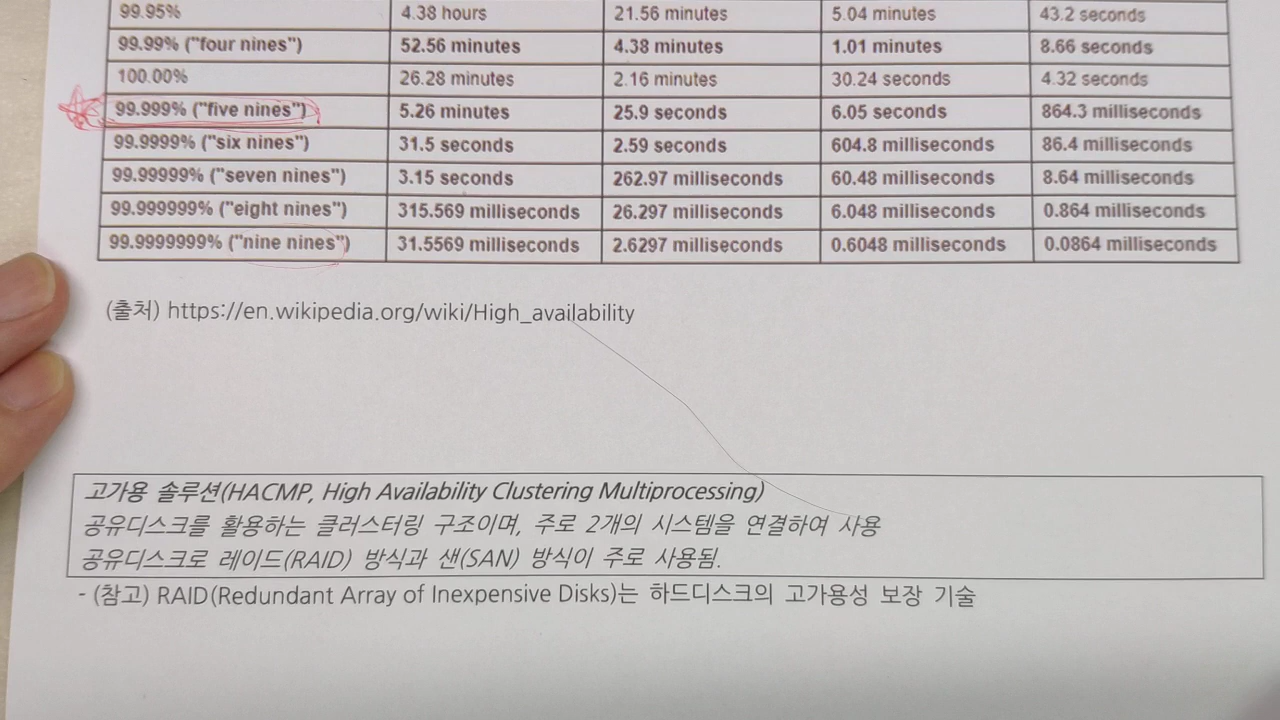 99.95% 4.38 hours 21.56 minutes 5.04 minutes 43.2 seconds
99.99% ("four nines") 52.56 minutes 4.38 minutes 1.01 minutes 8.66 seconds
100.00% 26.28 minutes 2.16 minutes 30.24 seconds 4.32 seconds
99.999% ("five nines") 5.26 minutes 25.9 seconds 6.05 seconds 864.3 milliseconds
99.9999% ("six nines") 31.5 seconds 2.59 seconds 604.8 milliseconds 86.4 milliseconds
99.99999% ("seven nines") 3.15 seconds 262.97 milliseconds 60.48 milliseconds 8.64 milliseconds
99.999999% ("eight nines") 315.569 milliseconds 26.297 milliseconds 6.048 milliseconds 0.864 milliseconds
99.9999999% ("nine nines") 31.5569 milliseconds 2.6297 milliseconds 0.6048 milliseconds 0.0864 milliseconds
(출처) https://en.wikipedia.org/wiki/High_availability
고가용 솔루션(HACMP, High Availability Clustering Multiprocessing)
공유디스크를 활용하는 클러스터링 구조이며, 주로 2개의 시스템을 연결하여 사용
공유디스크로 레이드(RAID) 방식과 샌(SAN) 방식이 주로 사용됨.
- (참고) RAID(Redundant Array of Inexpensive Disks)는 하드디스크의 고가용성 보장 기술